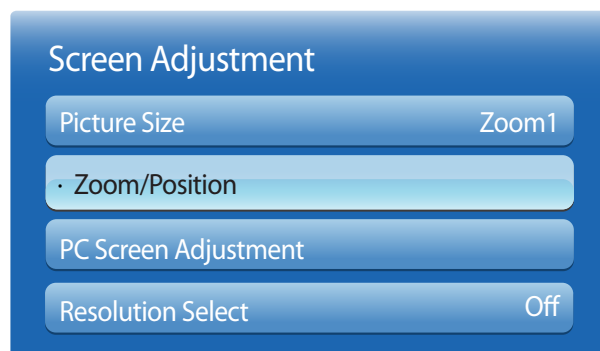 Screen Adjustment
Picture Size Zoom1
· Zoom/Position
PC Screen Adjustment
Resolution Select Off